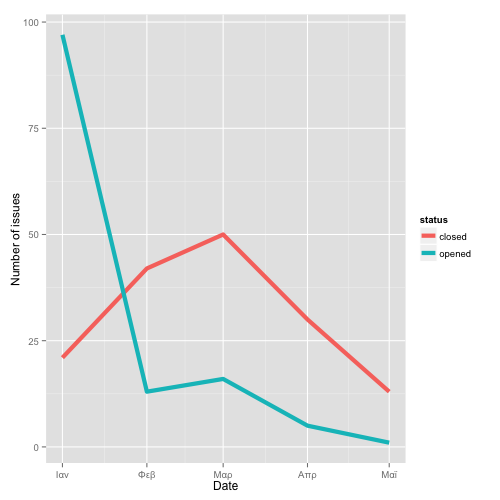 100
75
50
25
0
Number of issues
Ιαν Φεβ Μαρ Απρ Μαΐ
Date
status
closed
opened